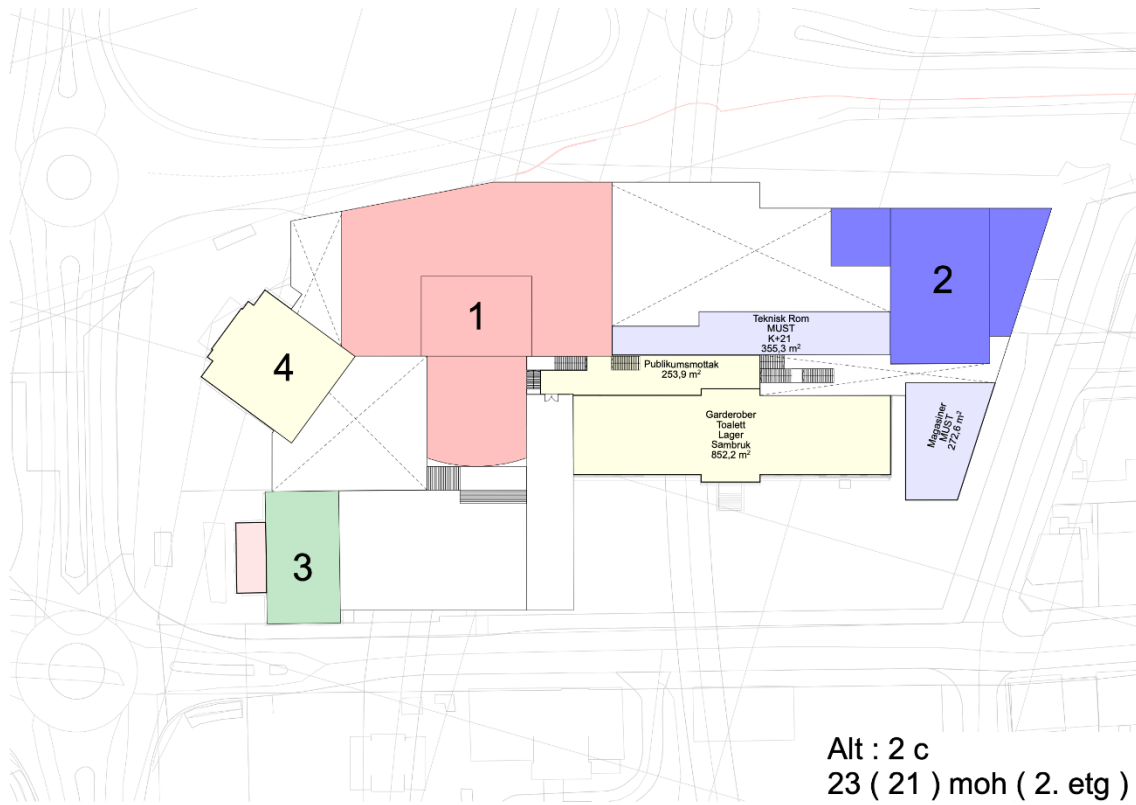 1
2
Teknisk Rom
MUST
K+21
355,3 m²
4
Publikumsmottak
253,9 m²
Garderober
Toalett
Lager
Sambruk
852,2 m²
Magasiner
MUST
272,6 m²
3
Alt : 2 c
23 ( 21 ) moh ( 2. etg )